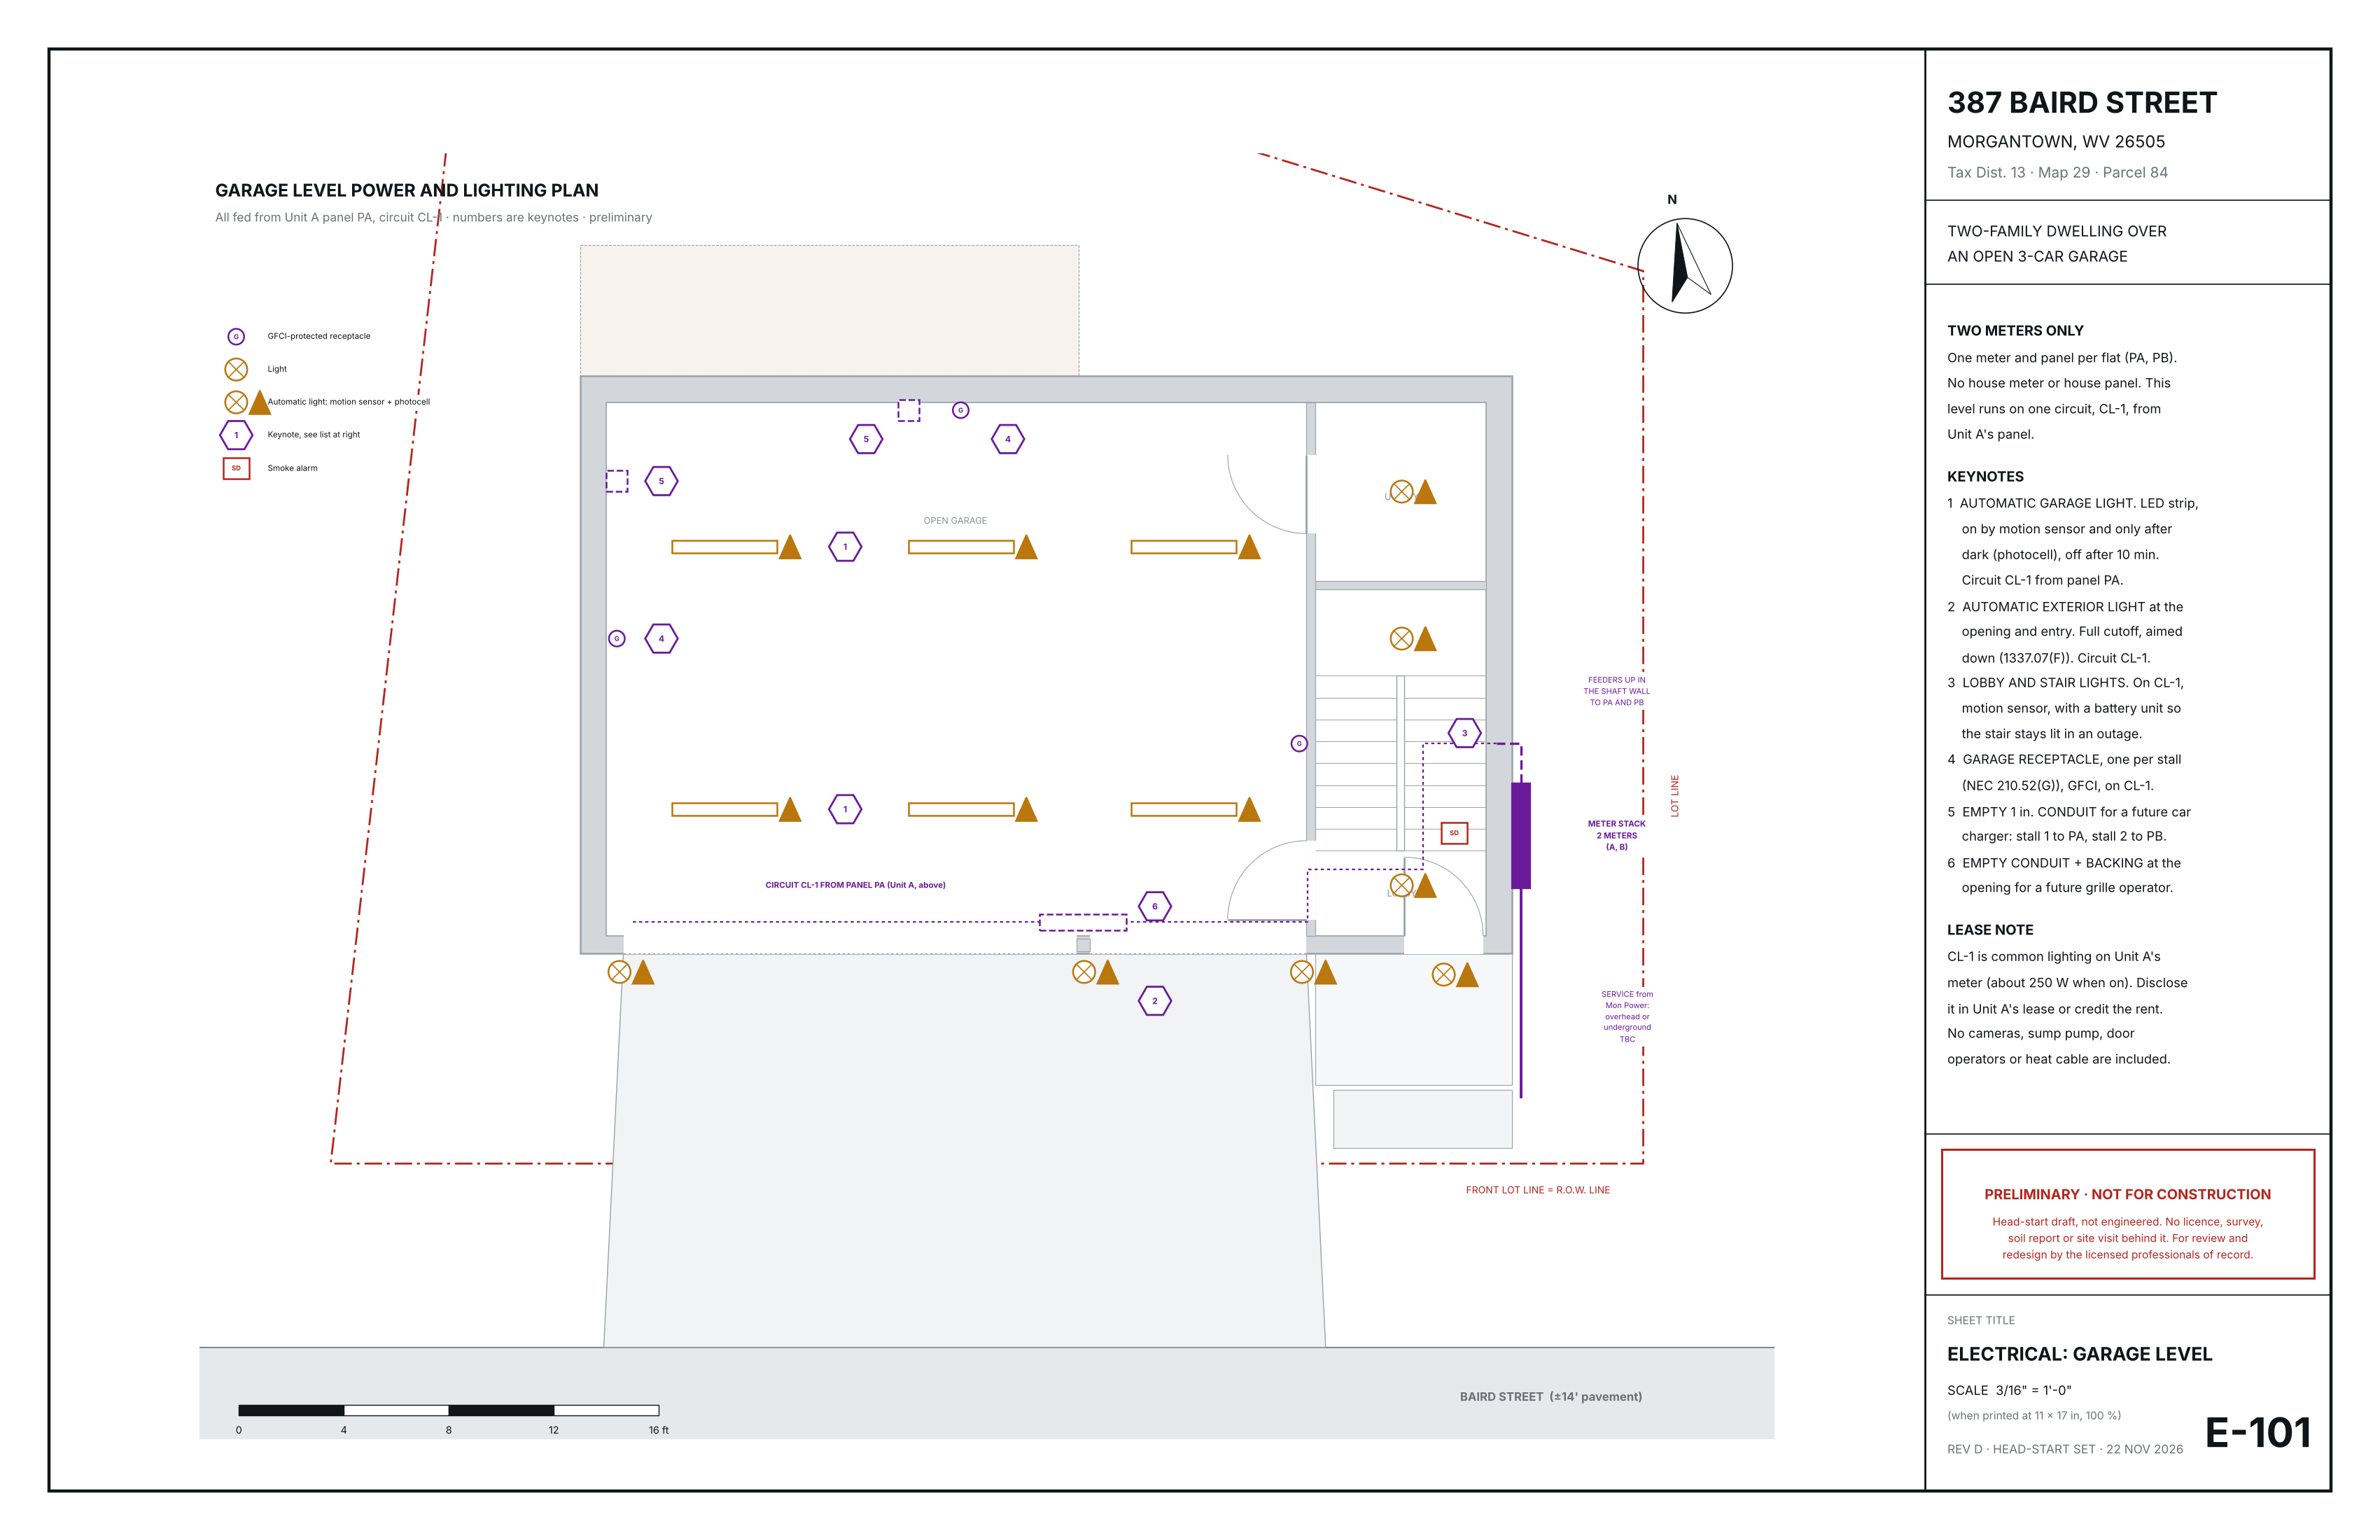 GARAGE LEVEL POWER AND LIGHTING PLAN
All fed from Unit A panel PA, circuit CL-1 · numbers are keynotes · preliminary
N
G
GFCI-protected receptacle
Light
Automatic light: motion sensor + photocell
1
Keynote, see list at right
SD
Smoke alarm
G
5
4
5
OPEN GARAGE
1
G
4
FEEDERS UP IN
THE SHAFT WALL
TO PA AND PB
3
G
LOT LINE
1
METER STACK
2 METERS
(A, B)
SD
CIRCUIT CL-1 FROM PANEL PA (Unit A, above)
6
2
SERVICE from
Mon Power:
overhead or
underground
TBC
FRONT LOT LINE = R.O.W. LINE
BAIRD STREET (±14' pavement)
0 4 8 12 16 ft
387 BAIRD STREET
MORGANTOWN, WV 26505
Tax Dist. 13 · Map 29 · Parcel 84
TWO-FAMILY DWELLING OVER
AN OPEN 3-CAR GARAGE
TWO METERS ONLY
One meter and panel per flat (PA, PB).
No house meter or house panel. This
level runs on one circuit, CL-1, from
Unit A's panel.
KEYNOTES
1 AUTOMATIC GARAGE LIGHT. LED strip,
on by motion sensor and only after
dark (photocell), off after 10 min.
Circuit CL-1 from panel PA.
2 AUTOMATIC EXTERIOR LIGHT at the
opening and entry. Full cutoff, aimed
down (1337.07(F)). Circuit CL-1.
3 LOBBY AND STAIR LIGHTS. On CL-1,
motion sensor, with a battery unit so
the stair stays lit in an outage.
4 GARAGE RECEPTACLE, one per stall
(NEC 210.52(G)), GFCI, on CL-1.
5 EMPTY 1 in. CONDUIT for a future car
charger: stall 1 to PA, stall 2 to PB.
6 EMPTY CONDUIT + BACKING at the
opening for a future grille operator.
LEASE NOTE
CL-1 is common lighting on Unit A's
meter (about 250 W when on). Disclose
it in Unit A's lease or credit the rent.
No cameras, sump pump, door
operators or heat cable are included.
PRELIMINARY · NOT FOR CONSTRUCTION
Head-start draft, not engineered. No licence, survey,
soil report or site visit behind it. For review and
redesign by the licensed professionals of record.
SHEET TITLE
ELECTRICAL: GARAGE LEVEL
SCALE 3/16" = 1'-0"
(when printed at 11 × 17 in, 100 %)
REV D · HEAD-START SET · 22 NOV 2026
E-101